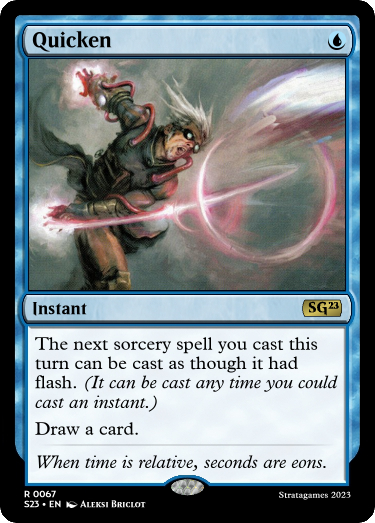 Quicken
Instant
SG23
The next sorcery spell you cast this
turn can be cast as though it had
flash. (It can be cast any time you could
cast an instant.)
Draw a card.
When time is relative, seconds are eons.
R 0067
Stratagames 2023
S23 • EN Aleksi Briclot